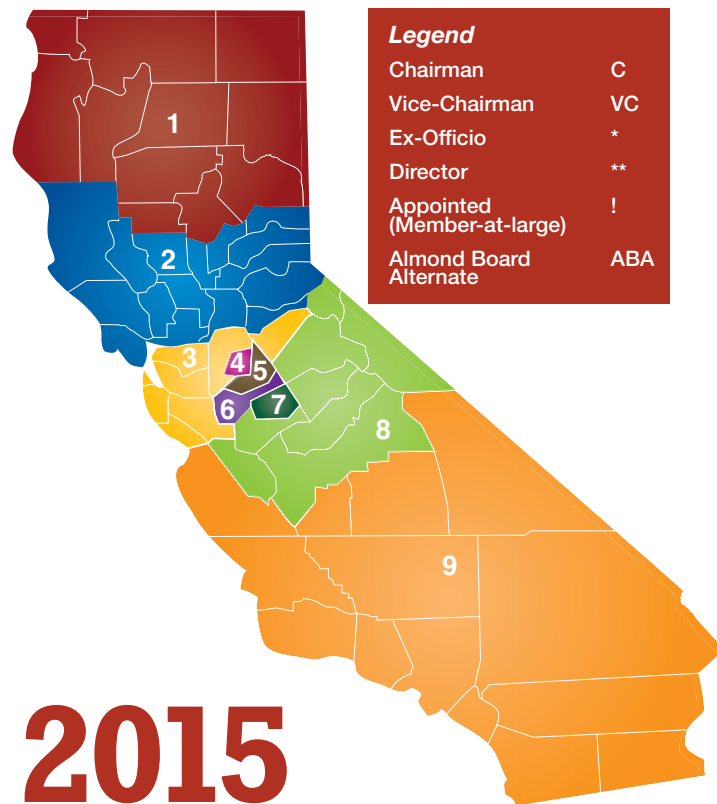 Legend
Chairman C
Vice-Chairman VC
Ex-Officio *
Director **
Appointed !
(Member-at-large)
Almond Board ABA
Alternate
1
2
3
4
5
6
7
8
9
2015